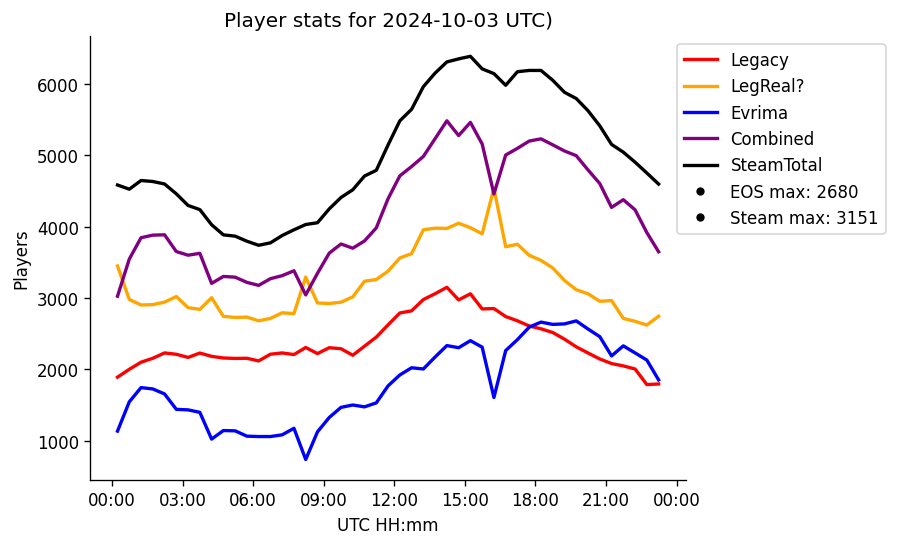 Player stats for 2024-10-03 UTC)
Legacy
LegReal?
Evrima
Combined
SteamTotal
EOS max: 2680
Steam max: 3151
Players
6000
5000
4000
3000
2000
1000
00:00 03:00 06:00 09:00 12:00 15:00 18:00 21:00 00:00
UTC HH:mm